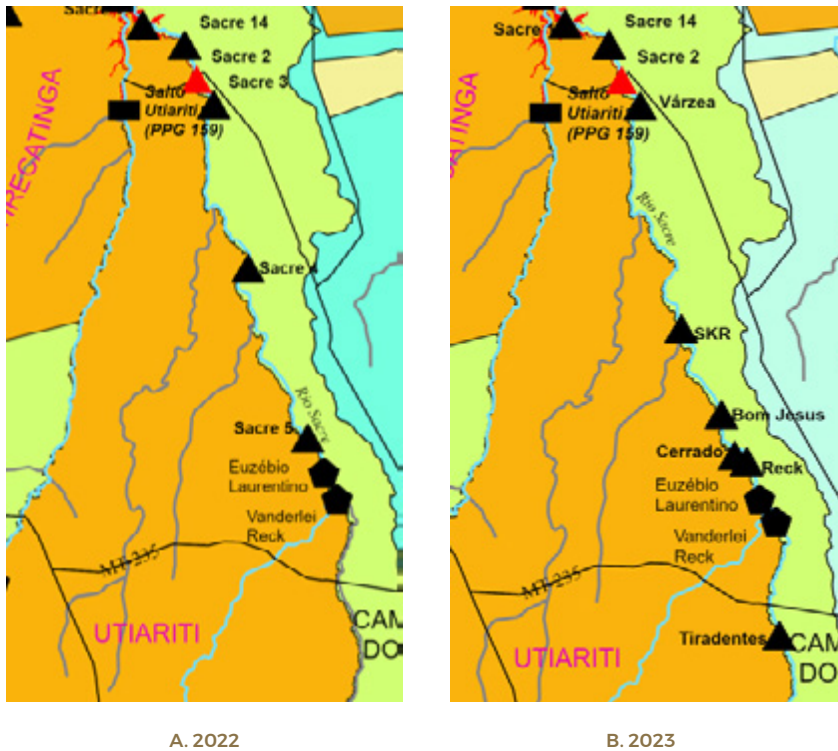 Sacre 14
Sacre 2
Sacre 3
Salto
Utiariti
(PPG 159)
IRESATINGA
Sacre 4
Rio Sacre
Sacre 5
Euzébio
Laurentino
Vanderlei
Reck
MT-235
UTIARITI
CAM
DO
A. 2022
Sacre
Sacre 14
Sacre 2
Salto
Utiariti
(PPG 159)
Várzea
SATINGA
Rio Sacre
SKR
Bom Jesus
Cerrado
Reck
Euzébio
Laurentino
Vanderlei
Reck
MT-235
UTIARITI
Tiradentes
CAM
DO
B. 2023